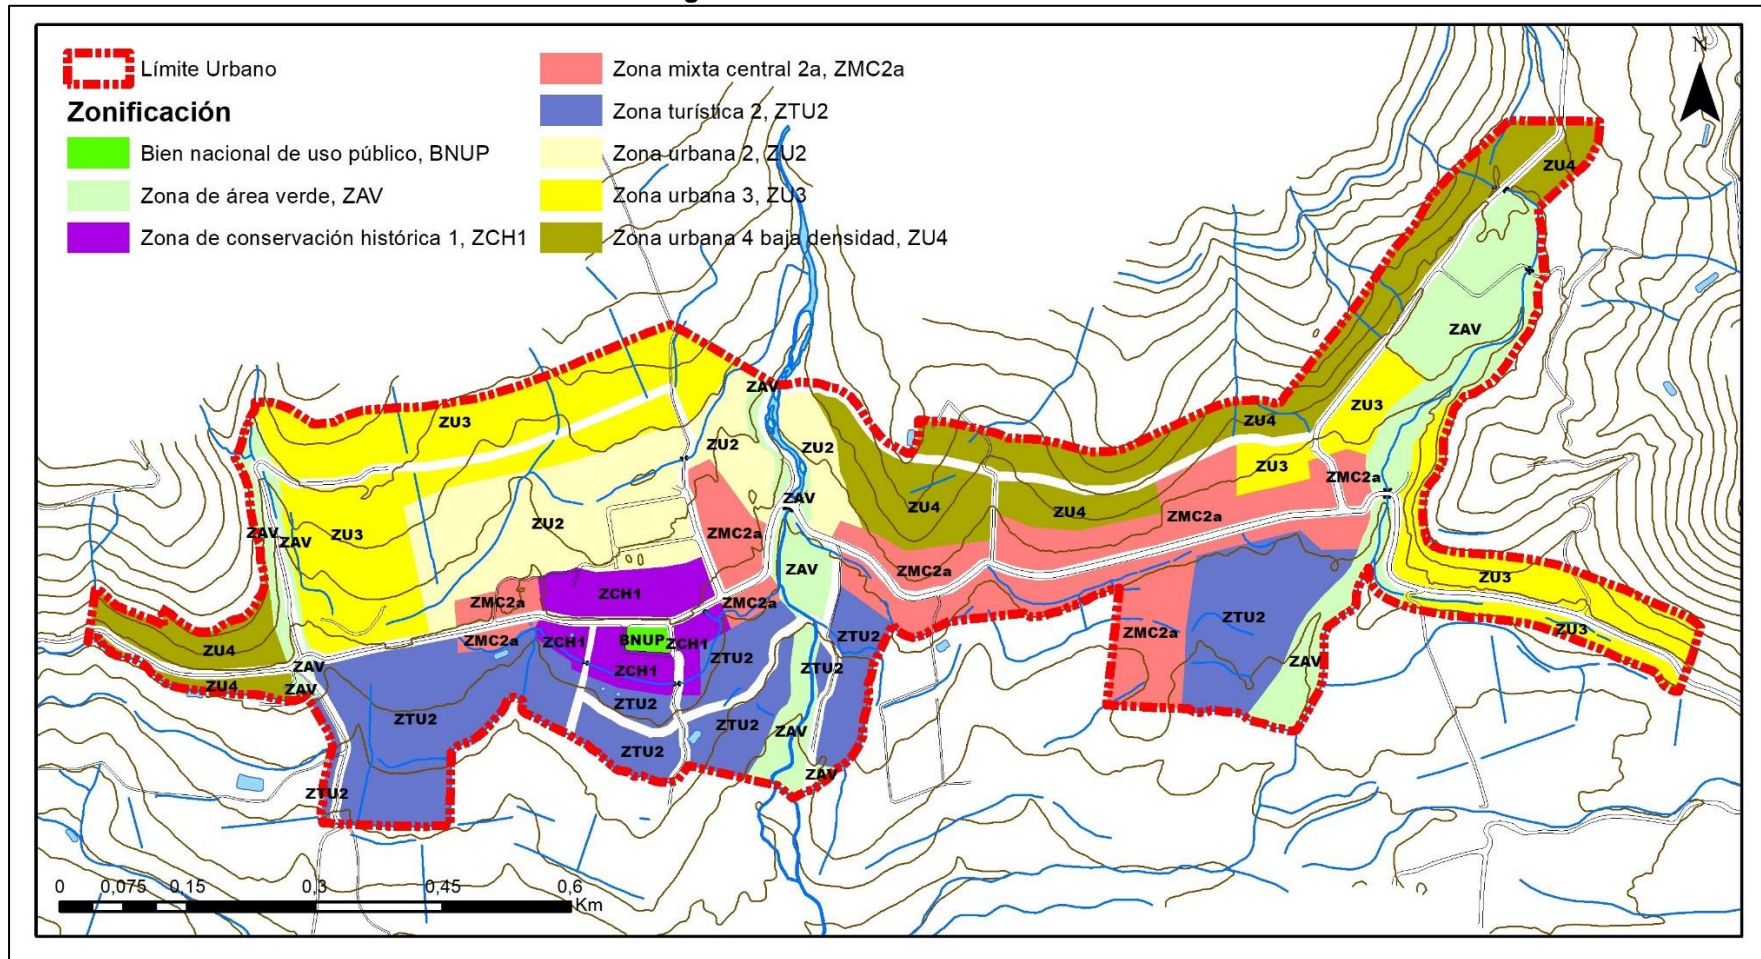 N
Límite Urbano
Zonificación
Bien nacional de uso público, BNUP
Zona de área verde, ZAV
Zona de conservación histórica 1, ZCH1
Zona mixta central 2a, ZMC2a
Zona turística 2, ZTU2
Zona urbana 2, ZU2
Zona urbana 3, ZU3
Zona urbana 4 baja densidad, ZU4
ZU4
ZAV
ZAV
ZU3
ZU3
ZU4
ZU2
ZU2
ZU3
ZMC2a
ZAV
ZU4
ZU4
ZMC2a
ZU2
ZAV
ZAV
ZU3
ZMC2a
ZMC2a
ZAV
ZU3
ZCH1
ZMC2a
ZMC2a
ZTU2
ZU3
ZMC2a
ZMC2a
ZCH1
BNUP
ZCH1
ZTU2
ZU4
ZAV
ZCH1
ZTU2
ZTU2
ZAV
ZU4
ZAV
ZTU2
ZTU2
ZTU2
ZAV
ZTU2
ZAV
ZTU2
0 0,075 0,15 0,3 0,45 0,6
Km